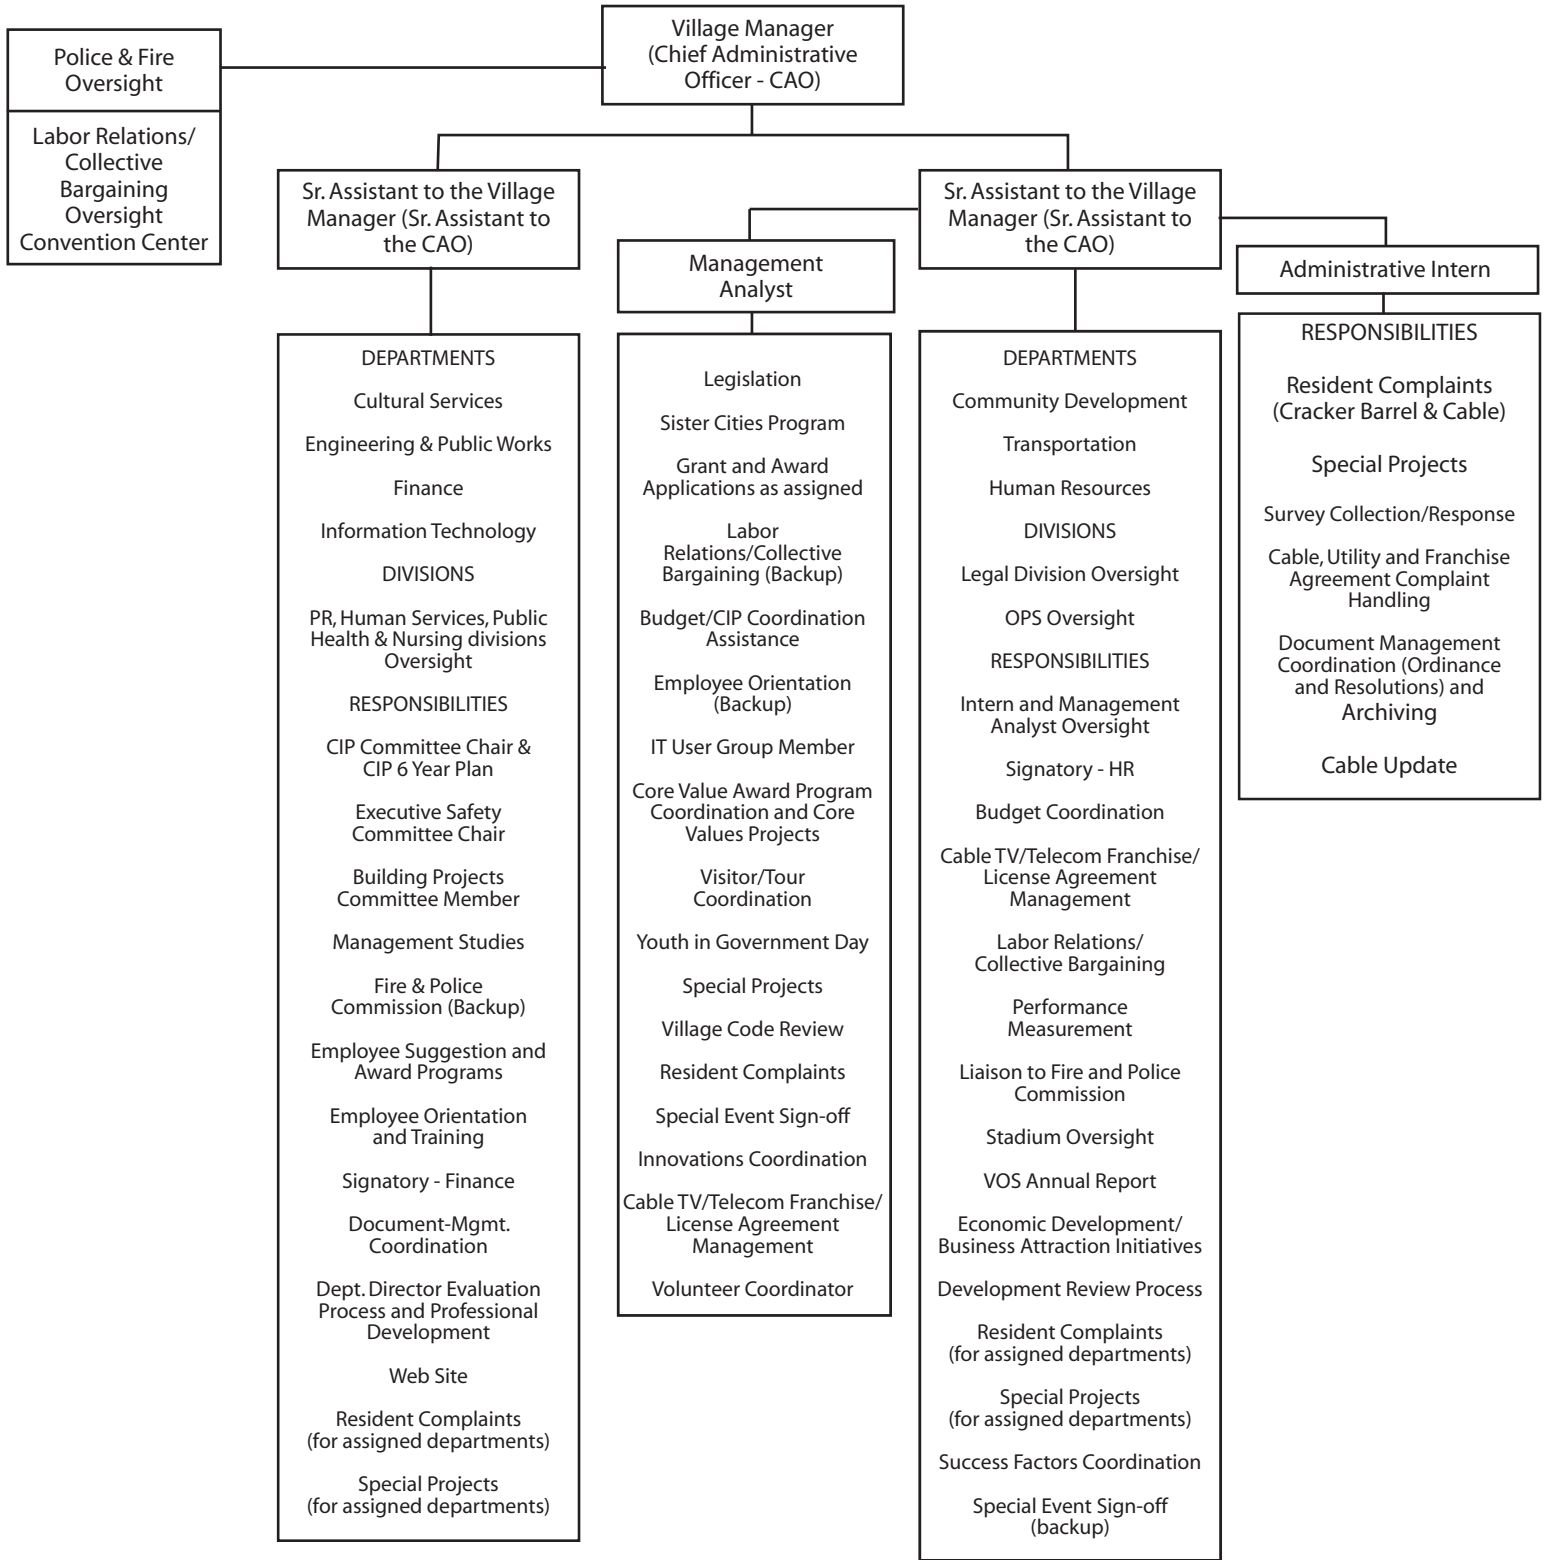 Village Manager
(Chief Administrative
Officer - CAO)
Police & Fire
Oversight
Labor Relations/
Collective
Bargaining
Oversight
Convention Center
Sr. Assistant to the Village
Manager (Sr. Assistant to
the CAO)
DEPARTMENTS
Cultural Services
Engineering & Public Works
Finance
Information Technology
DIVISIONS
PR, Human Services, Public
Health & Nursing divisions
Oversight
RESPONSIBILITIES
CIP Committee Chair &
CIP 6 Year Plan
Executive Safety
Committee Chair
Building Projects
Committee Member
Management Studies
Fire & Police
Commission (Backup)
Employee Suggestion and
Award Programs
Employee Orientation
and Training
Signatory - Finance
Document-Mgmt.
Coordination
Dept. Director Evaluation
Process and Professional
Development
Web Site
Resident Complaints
(for assigned departments)
Special Projects
(for assigned departments)
Management
Analyst
Legislation
Sister Cities Program
Grant and Award
Applications as assigned
Labor
Relations/Collective
Bargaining (Backup)
Budget/CIP Coordination
Assistance
Employee Orientation
(Backup)
IT User Group Member
Core Value Award Program
Coordination and Core
Values Projects
Visitor/Tour
Coordination
Youth in Government Day
Special Projects
Village Code Review
Resident Complaints
Special Event Sign-off
Innovations Coordination
Cable TV/Telecom Franchise/
License Agreement
Management
Volunteer Coordinator
Sr. Assistant to the Village
Manager (Sr. Assistant to
the CAO)
DEPARTMENTS
Community Development
Transportation
Human Resources
DIVISIONS
Legal Division Oversight
OPS Oversight
RESPONSIBILITIES
Intern and Management
Analyst Oversight
Signatory - HR
Budget Coordination
Cable TV/Telecom Franchise/
License Agreement
Management
Labor Relations/
Collective Bargaining
Performance
Measurement
Liaison to Fire and Police
Commission
Stadium Oversight
VOS Annual Report
Economic Development/
Business Attraction Initiatives
Development Review Process
Resident Complaints
(for assigned departments)
Special Projects
(for assigned departments)
Success Factors Coordination
Special Event Sign-off
(backup)
Administrative Intern
RESPONSIBILITIES
Resident Complaints
(Cracker Barrel & Cable)
Special Projects
Survey Collection/Response
Cable, Utility and Franchise
Agreement Complaint
Handling
Document Management
Coordination (Ordinance
and Resolutions) and
Archiving
Cable Update